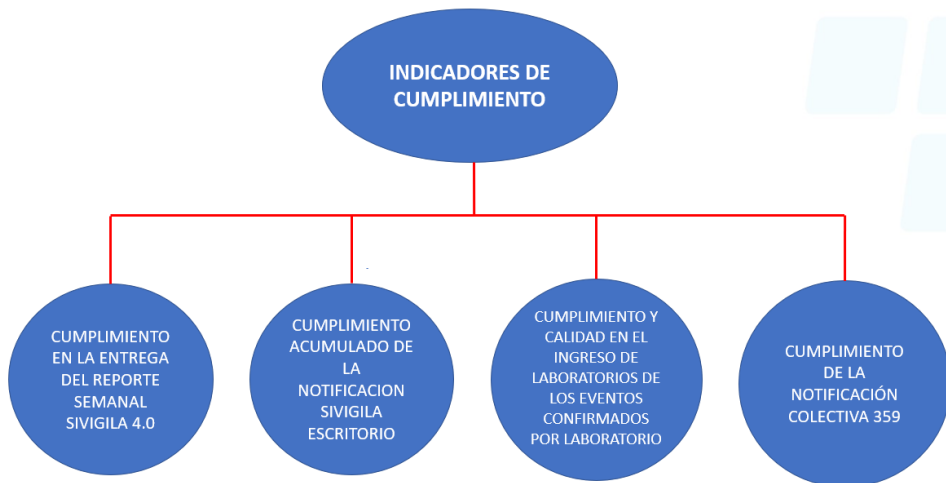 INDICADORES DE
CUMPLIMIENTO
CUMPLIMIENTO
EN LA ENTREGA
DEL REPORTE
SEMANAL
SIVIGILA 4.0
CUMPLIMIENTO
ACUMULADO DE
LA
NOTIFICACION
SIVIGILA
ESCRITORIO
CUMPLIMIENTO Y
CALIDAD EN EL
INGRESO DE
LABORATORIOS DE
LOS EVENTOS
CONFIRMADOS
POR LABORATORIO
CUMPLIMIENTO
DE LA
NOTIFICACIÓN
COLECTIVA 359